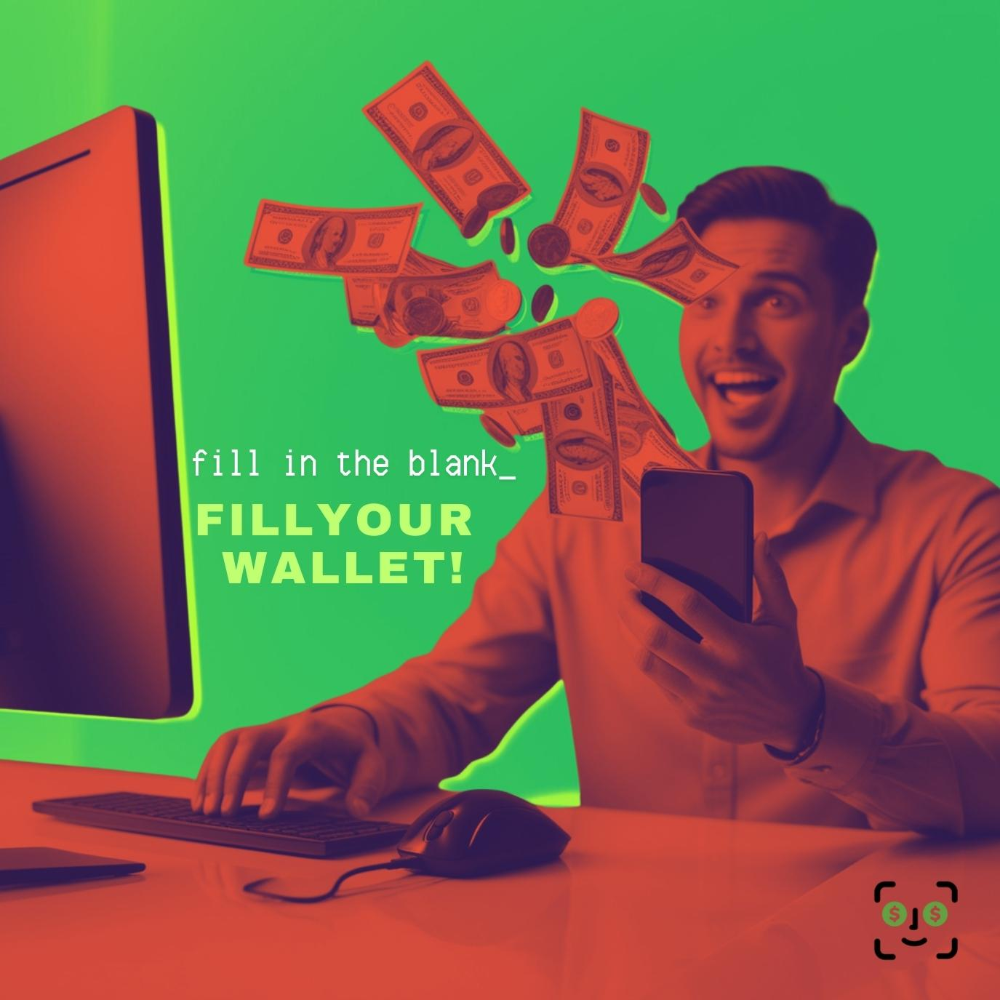 fill in the blank_
FILLYOUR
WALLET!
$ $